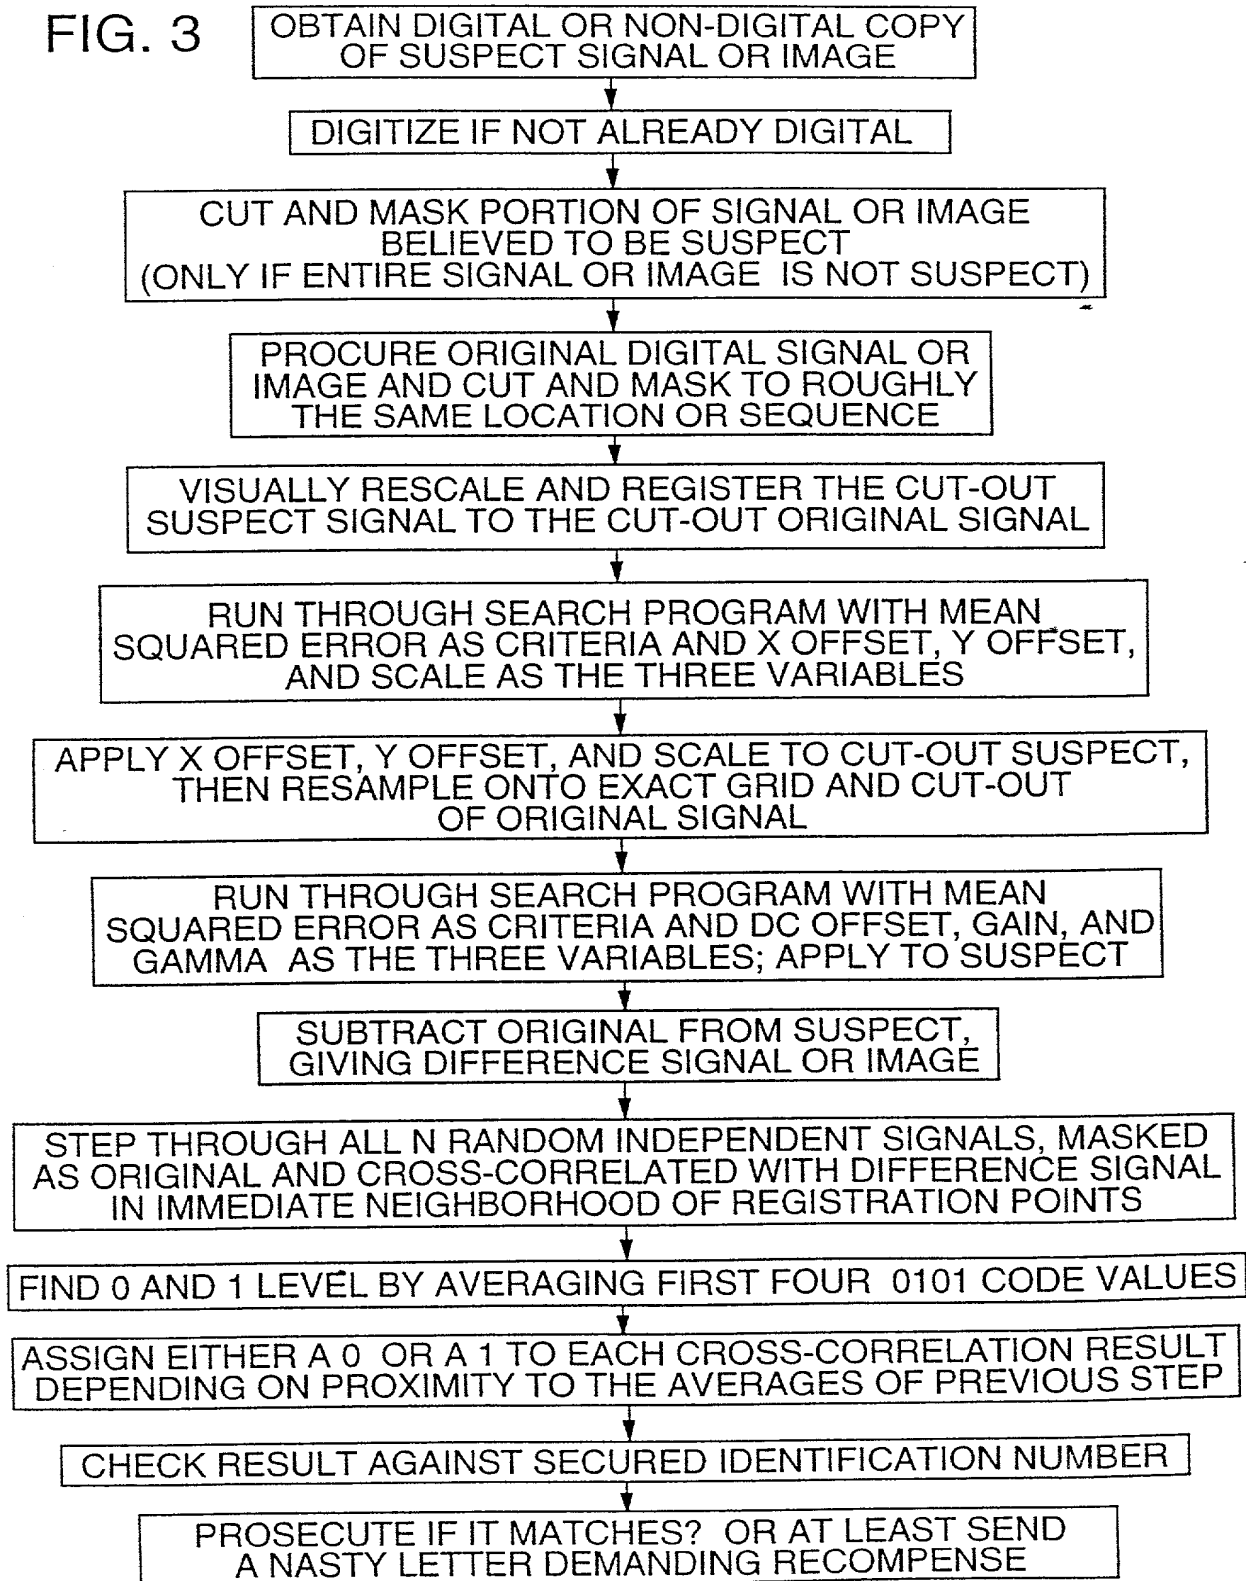 FIG. 3
OBTAIN DIGITAL OR NON-DIGITAL COPY
OF SUSPECT SIGNAL OR IMAGE
DIGITIZE IF NOT ALREADY DIGITAL
CUT AND MASK PORTION OF SIGNAL OR IMAGE
BELIEVED TO BE SUSPECT
(ONLY IF ENTIRE SIGNAL OR IMAGE IS NOT SUSPECT)
PROCURE ORIGINAL DIGITAL SIGNAL OR
IMAGE AND CUT AND MASK TO ROUGHLY
THE SAME LOCATION OR SEQUENCE
VISUALLY RESCALE AND REGISTER THE CUT-OUT
SUSPECT SIGNAL TO THE CUT-OUT ORIGINAL SIGNAL
RUN THROUGH SEARCH PROGRAM WITH MEAN
SQUARED ERROR AS CRITERIA AND X OFFSET, Y OFFSET,
AND SCALE AS THE THREE VARIABLES
APPLY X OFFSET, Y OFFSET, AND SCALE TO CUT-OUT SUSPECT,
THEN RESAMPLE ONTO EXACT GRID AND CUT-OUT
OF ORIGINAL SIGNAL
RUN THROUGH SEARCH PROGRAM WITH MEAN
SQUARED ERROR AS CRITERIA AND DC OFFSET, GAIN, AND
GAMMA AS THE THREE VARIABLES; APPLY TO SUSPECT
SUBTRACT ORIGINAL FROM SUSPECT,
GIVING DIFFERENCE SIGNAL OR IMAGE
STEP THROUGH ALL N RANDOM INDEPENDENT SIGNALS, MASKED
AS ORIGINAL AND CROSS-CORRELATED WITH DIFFERENCE SIGNAL
IN IMMEDIATE NEIGHBORHOOD OF REGISTRATION POINTS
FIND 0 AND 1 LEVEL BY AVERAGING FIRST FOUR 0101 CODE VALUES
ASSIGN EITHER A 0 OR A 1 TO EACH CROSS-CORRELATION RESULT
DEPENDING ON PROXIMITY TO THE AVERAGES OF PREVIOUS STEP
CHECK RESULT AGAINST SECURED IDENTIFICATION NUMBER
PROSECUTE IF IT MATCHES? OR AT LEAST SEND
A NASTY LETTER DEMANDING RECOMPENSE